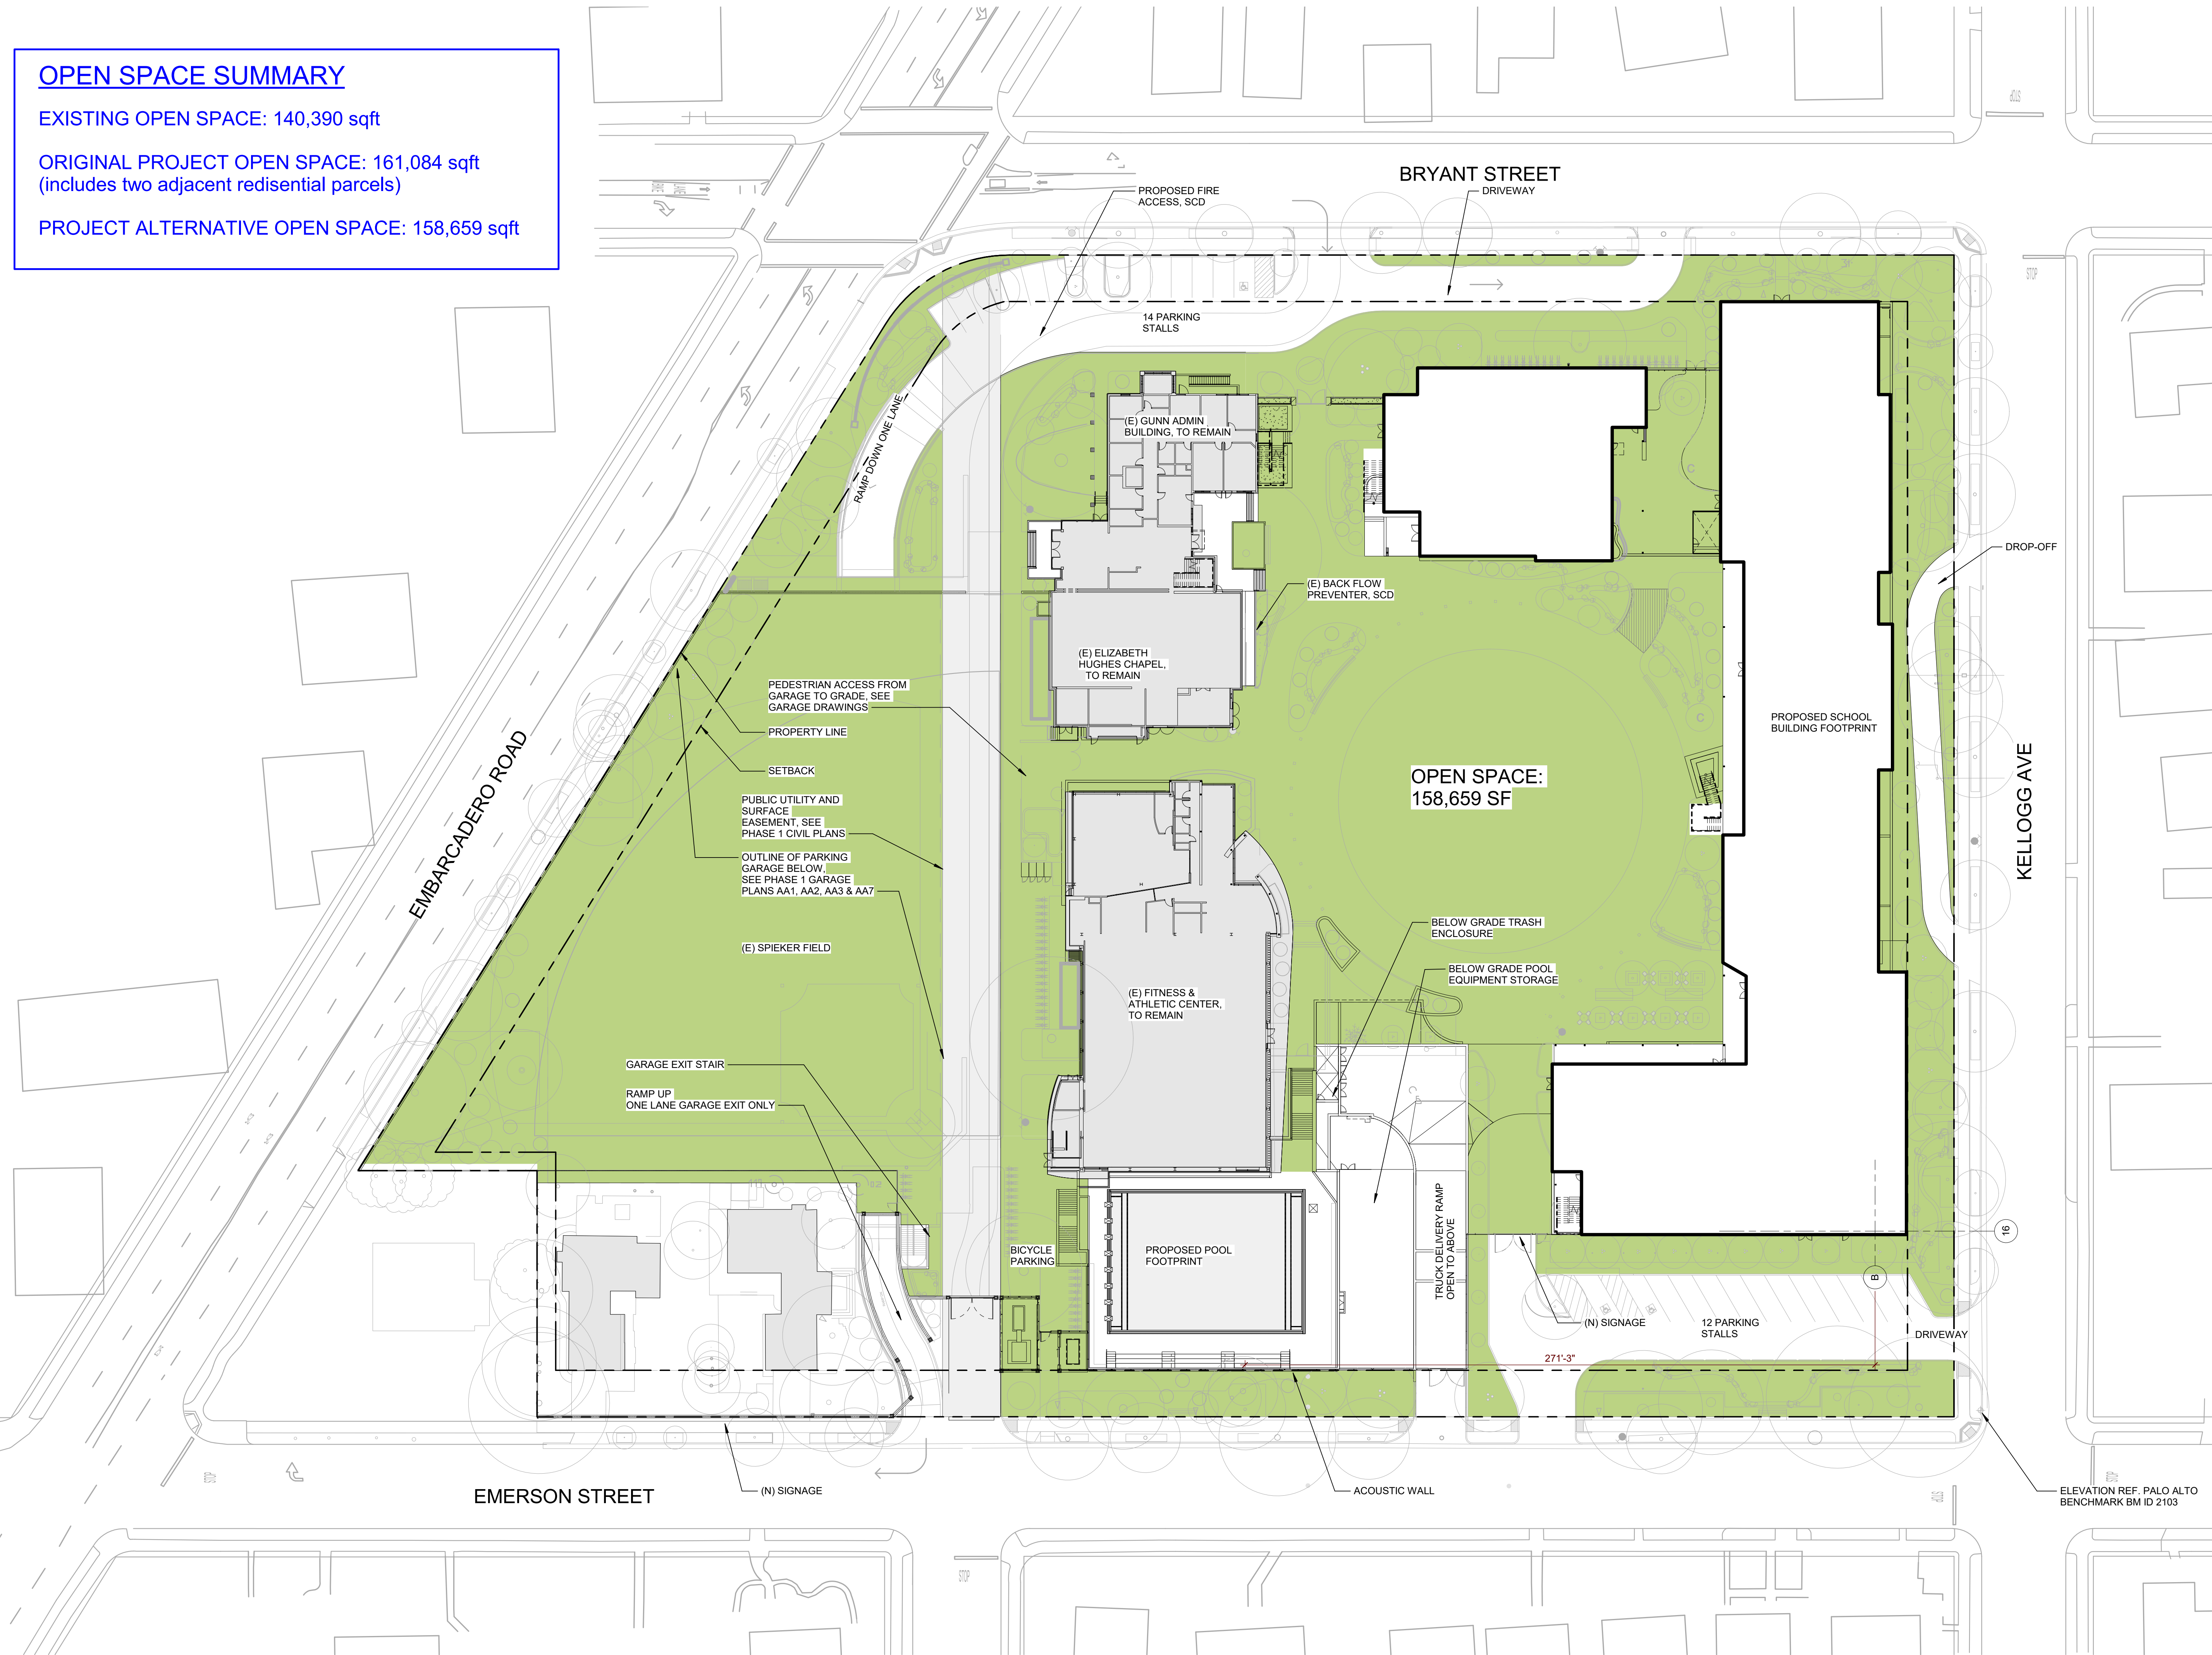 OPEN SPACE SUMMARY
EXISTING OPEN SPACE: 140,390 sqft
ORIGINAL PROJECT OPEN SPACE: 161,084 sqft
(includes two adjacent redisential parcels)
PROJECT ALTERNATIVE OPEN SPACE: 158,659 sqft
BRYANT STREET
DRIVEWAY
PROPOSED FIRE
ACCESS, SCD
STOP
STOP
14 PARKING
STALLS
RAMP DOWN ONE LANE
(E) GUNN ADMIN
BUILDING, TO REMAIN
DROP-OFF
(E) BACK FLOW
PREVENTER, SCD
(E) ELIZABETH
HUGHES CHAPEL,
TO REMAIN
PEDESTRIAN ACCESS FROM
GARAGE TO GRADE, SEE
GARAGE DRAWINGS
PROPERTY LINE
SETBACK
PUBLIC UTILITY AND
SURFACE
EASEMENT, SEE
PHASE 1 CIVIL PLANS
OUTLINE OF PARKING
GARAGE BELOW,
SEE PHASE 1 GARAGE
PLANS AA1, AA2, AA3 & AA7
EMBARCADERO ROAD
PROPOSED SCHOOL
BUILDING FOOTPRINT
OPEN SPACE:
158,659 SF
KELLOGG AVE
(E) SPIEKER FIELD
BELOW GRADE TRASH
ENCLOSURE
BELOW GRADE POOL
EQUIPMENT STORAGE
(E) FITNESS &
ATHLETIC CENTER,
TO REMAIN
GARAGE EXIT STAIR
RAMP UP
ONE LANE GARAGE EXIT ONLY
BICYCLE
PARKING
PROPOSED POOL
FOOTPRINT
TRUCK DELIVERY RAMP
OPEN TO ABOVE
16
B
(N) SIGNAGE
12 PARKING
STALLS
DRIVEWAY
271'-3"
EMERSON STREET
(N) SIGNAGE
ACOUSTIC WALL
ELEVATION REF. PALO ALTO
BENCHMARK BM ID 2103
STOP
STOP
STOP
STOP